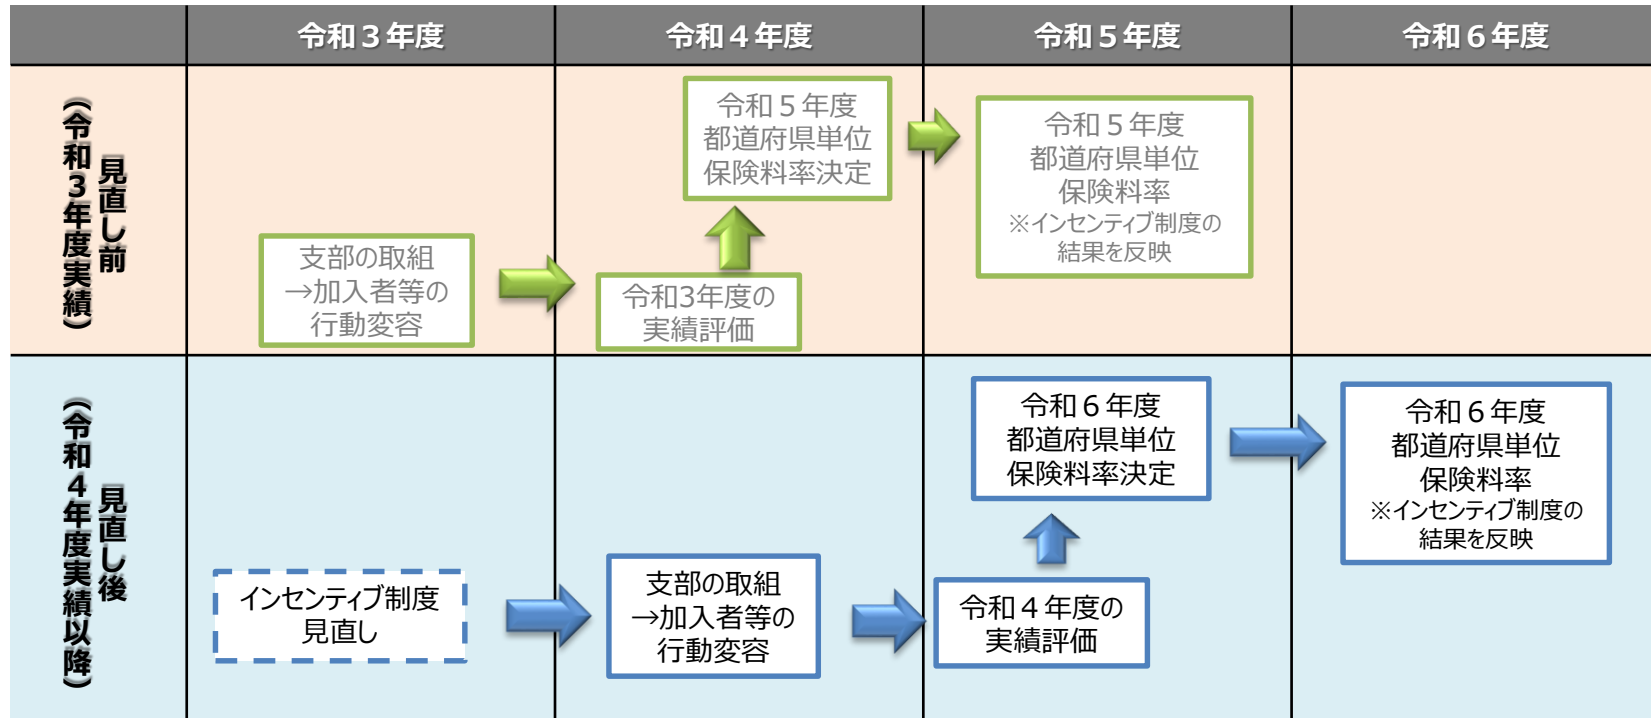 令和３年度
令和４年度
令和５年度
令和６年度
見直し前
（令和３年度実績）
支部の取組
→加入者等の
行動変容
令和3年度の
実績評価
令和５年度
都道府県単位
保険料率決定
令和５年度
都道府県単位
保険料率
※インセンティブ制度の
結果を反映
見直し後
（令和４年度実績以降）
インセンティブ制度
見直し
支部の取組
→加入者等の
行動変容
令和４年度の
実績評価
令和６年度
都道府県単位
保険料率決定
令和６年度
都道府県単位
保険料率
※インセンティブ制度の
結果を反映